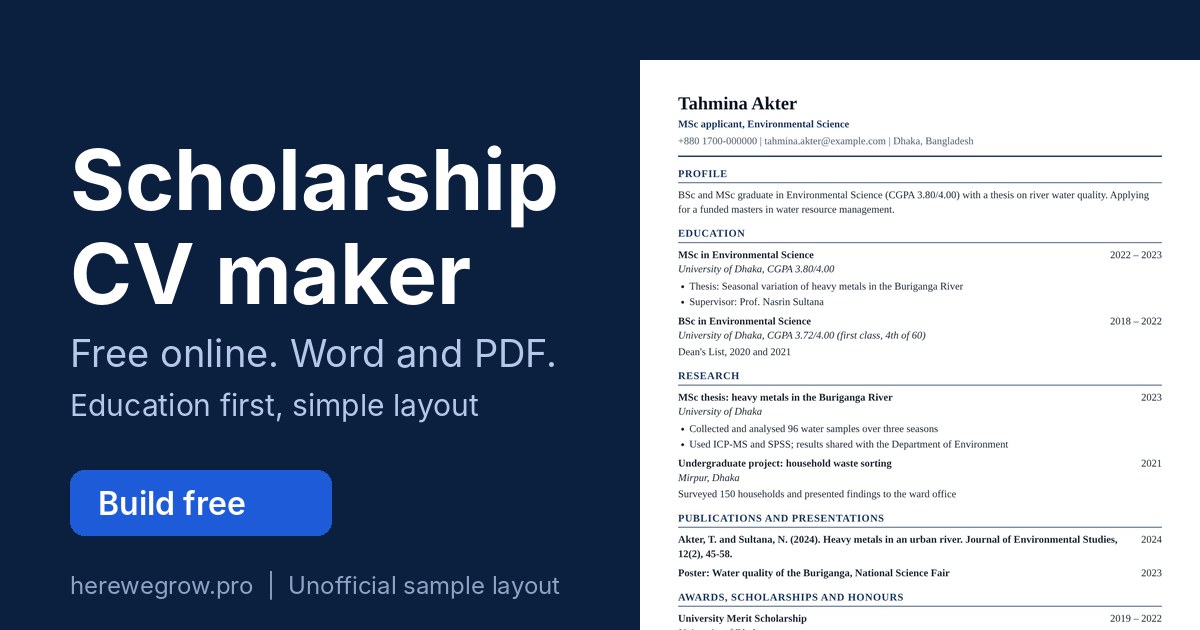 Scholarship
CV maker
Free online. Word and PDF.
Education first, simple layout
Build free
herewegrow.pro | Unofficial sample layout
Tahmina Akter
MSc applicant, Environmental Science
+880 1700-000000 | tahmina.akter@example.com | Dhaka, Bangladesh
PROFILE
BSc and MSc graduate in Environmental Science (CGPA 3.80/4.00) with a thesis on river water quality. Applying
for a funded masters in water resource management.
EDUCATION
MSc in Environmental Science 2022 – 2023
University of Dhaka, CGPA 3.80/4.00
• Thesis: Seasonal variation of heavy metals in the Buriganga River
• Supervisor: Prof. Nasrin Sultana
BSc in Environmental Science 2018 – 2022
University of Dhaka, CGPA 3.72/4.00 (first class, 4th of 60)
Dean's List, 2020 and 2021
RESEARCH
MSc thesis: heavy metals in the Buriganga River 2023
University of Dhaka
• Collected and analysed 96 water samples over three seasons
• Used ICP-MS and SPSS; results shared with the Department of Environment
Undergraduate project: household waste sorting 2021
Mirpur, Dhaka
Surveyed 150 households and presented findings to the ward office
PUBLICATIONS AND PRESENTATIONS
Akter, T. and Sultana, N. (2024). Heavy metals in an urban river. Journal of Environmental Studies, 2024
12(2), 45-58.
Poster: Water quality of the Buriganga, National Science Fair 2023
AWARDS, SCHOLARSHIPS AND HONOURS
University Merit Scholarship 2019 – 2022